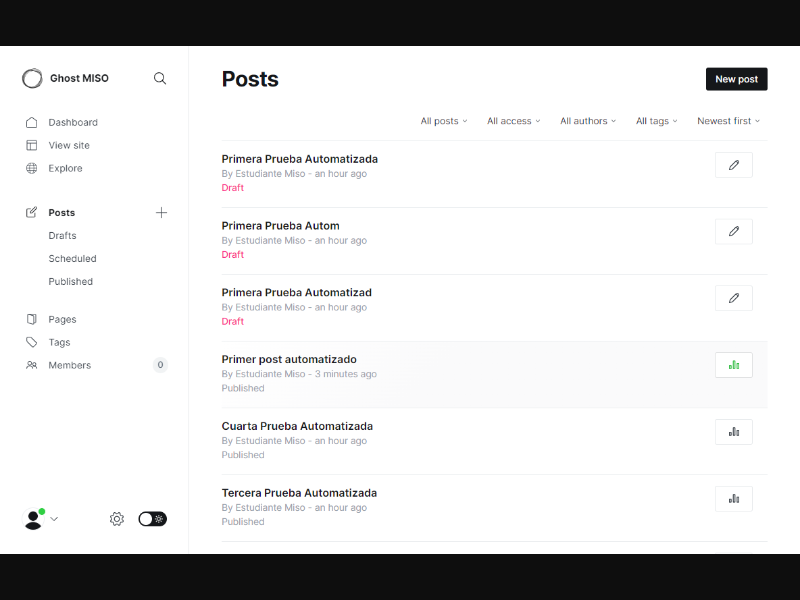 Ghost MISO
Dashboard
View site
Explore
Posts
Drafts
Scheduled
Published
Pages
Tags
Members 0
Posts
New post
All posts All access All authors All tags Newest first
Primera Prueba Automatizada
By Estudiante Miso - an hour ago
Draft
Primera Prueba Autom
By Estudiante Miso - an hour ago
Draft
Primera Prueba Automatizad
By Estudiante Miso - an hour ago
Draft
Primer post automatizado
By Estudiante Miso - 3 minutes ago
Published
Cuarta Prueba Automatizada
By Estudiante Miso - an hour ago
Published
Tercera Prueba Automatizada
By Estudiante Miso - an hour ago
Published